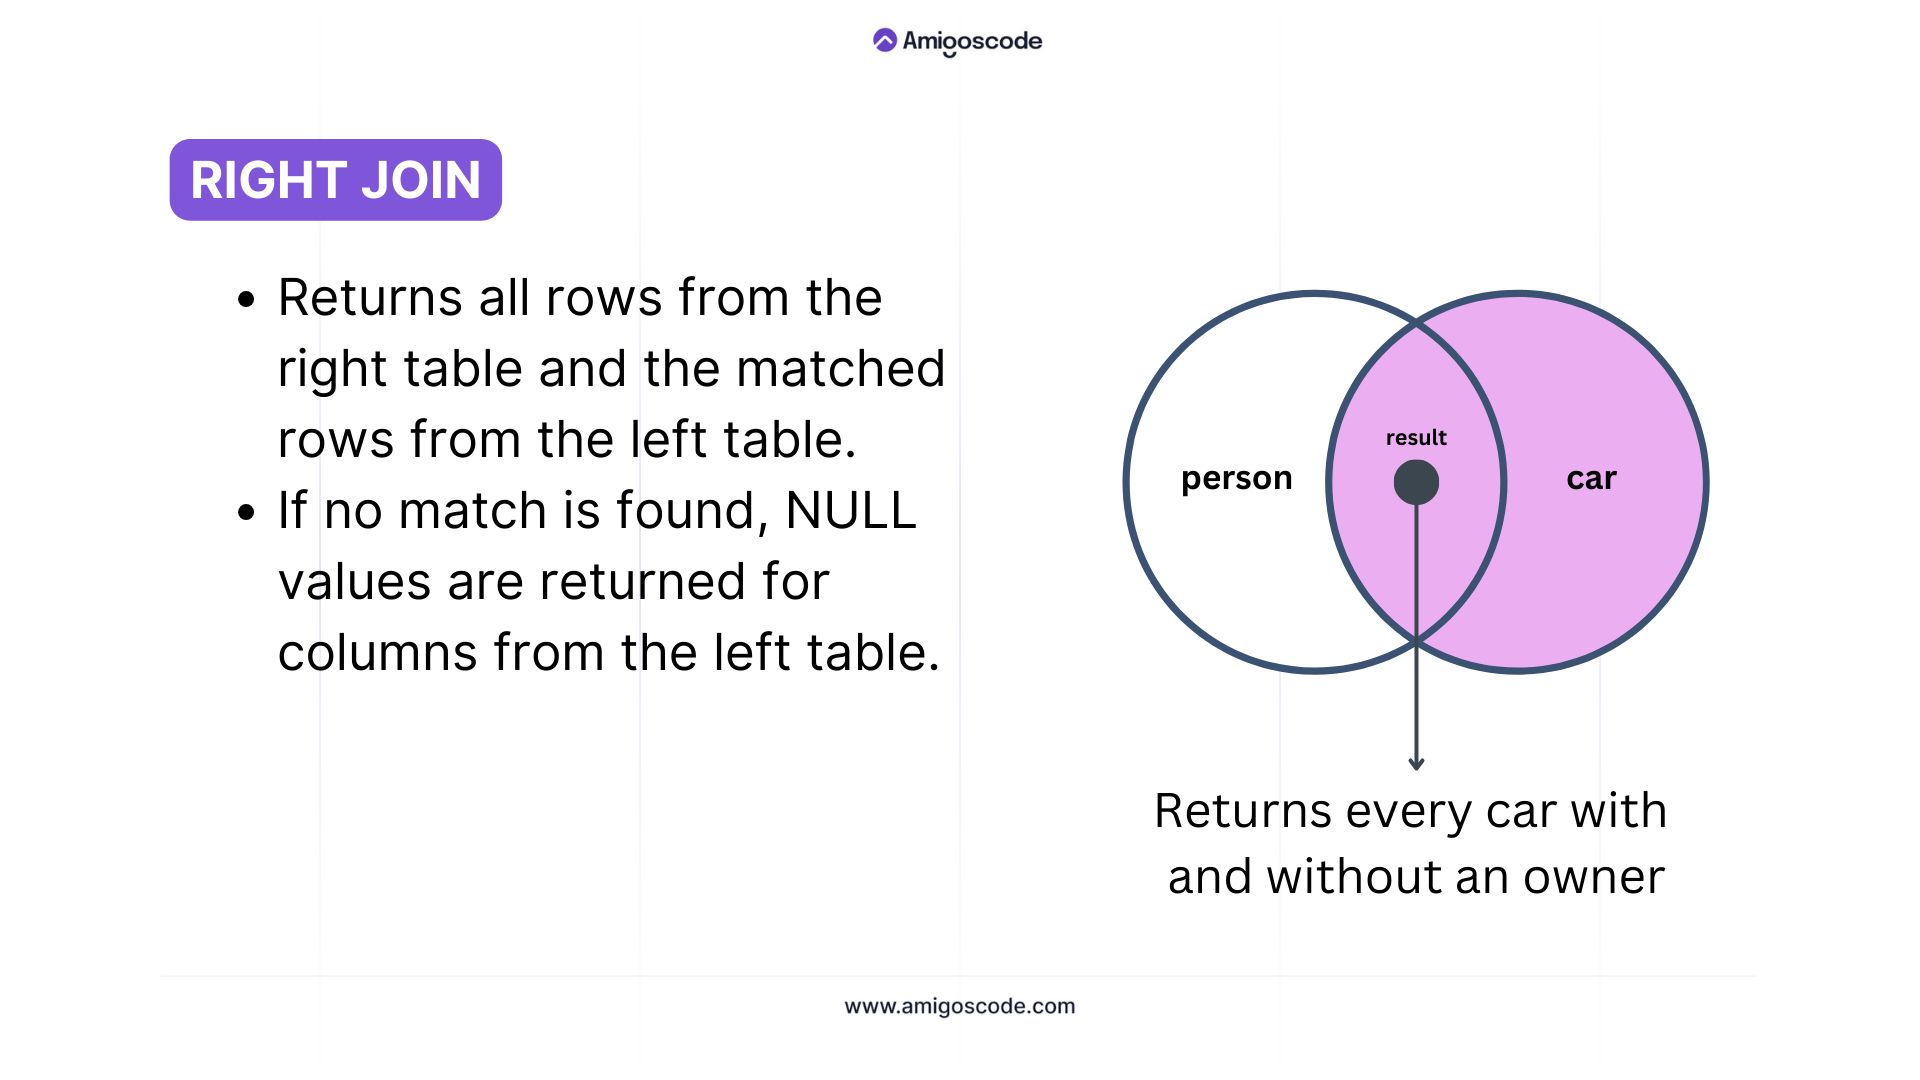 Amigoscode
RIGHT JOIN
• Returns all rows from the
right table and the matched
rows from the left table.
• If no match is found, NULL
values are returned for
columns from the left table.
result
person
car
Returns every car with
and without an owner
www.amigoscode.com